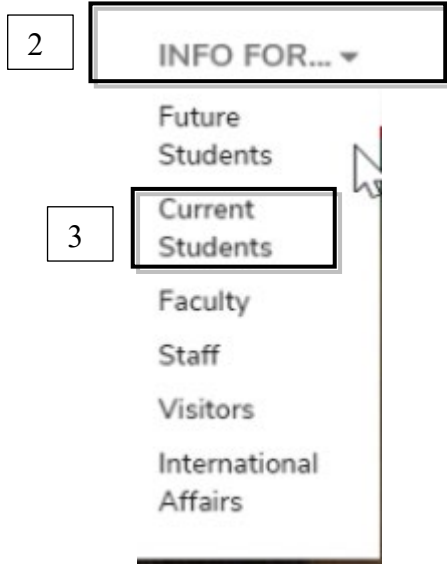 2
INFO FOR...
Future
Students
Current
Students
3
Faculty
Staff
Visitors
International
Affairs